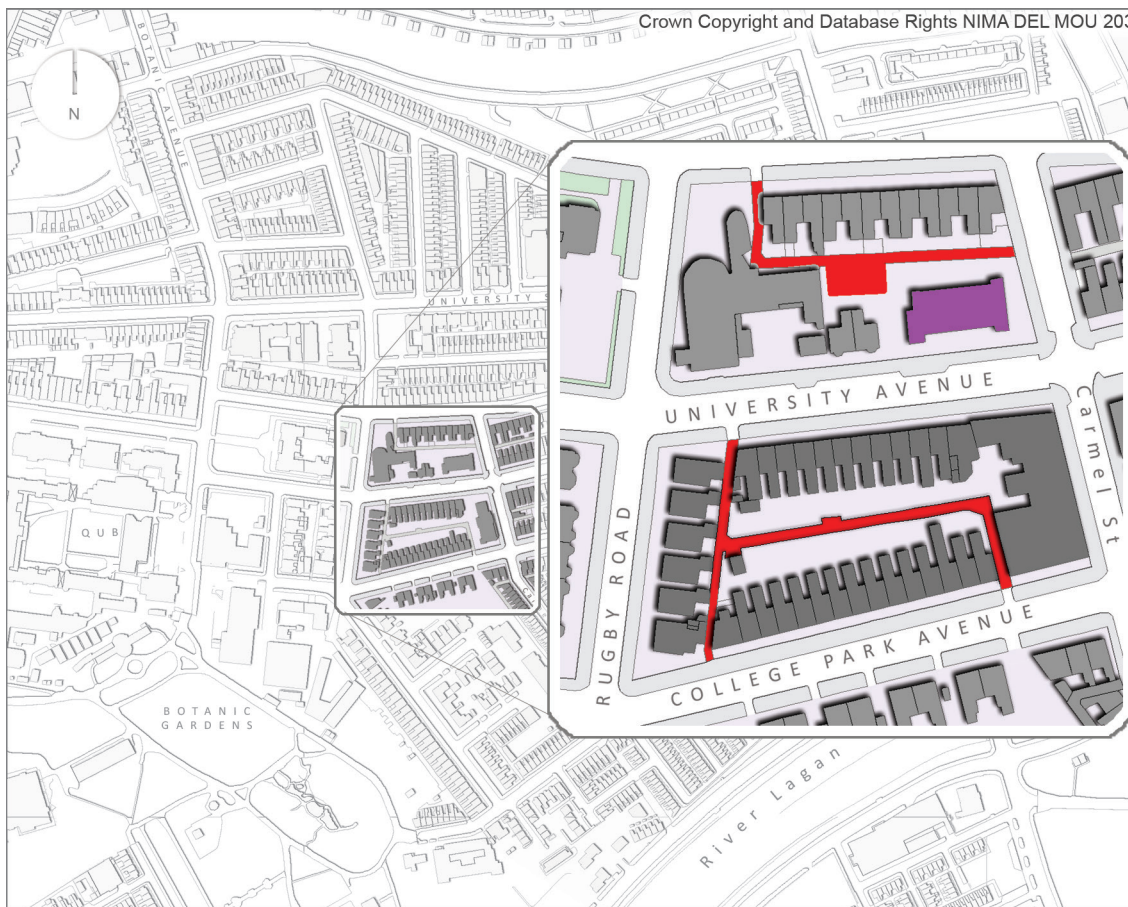 Crown Copyright and Database Rights NIMA DEL MOU 203
BOTANIC AVENUE
N
UNIVERSITY S
UNIVERSITY AVENUE
Carmel St
RUGBY ROAD
COLLEGE PARK AVENUE
QUB
BOTANIC
GARDENS
River Lagan